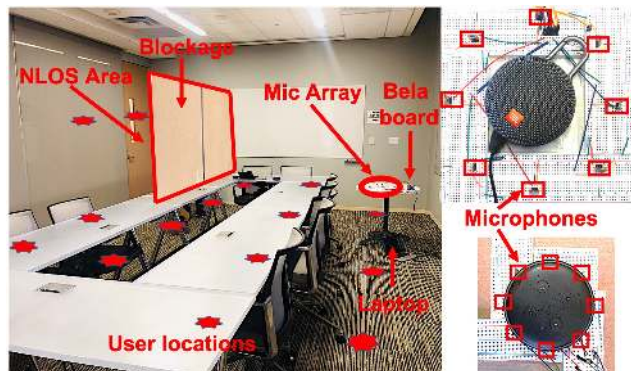 Blockage
NLOS Area
Mic Array
Bela
board
Laptop
User locations
Microphones